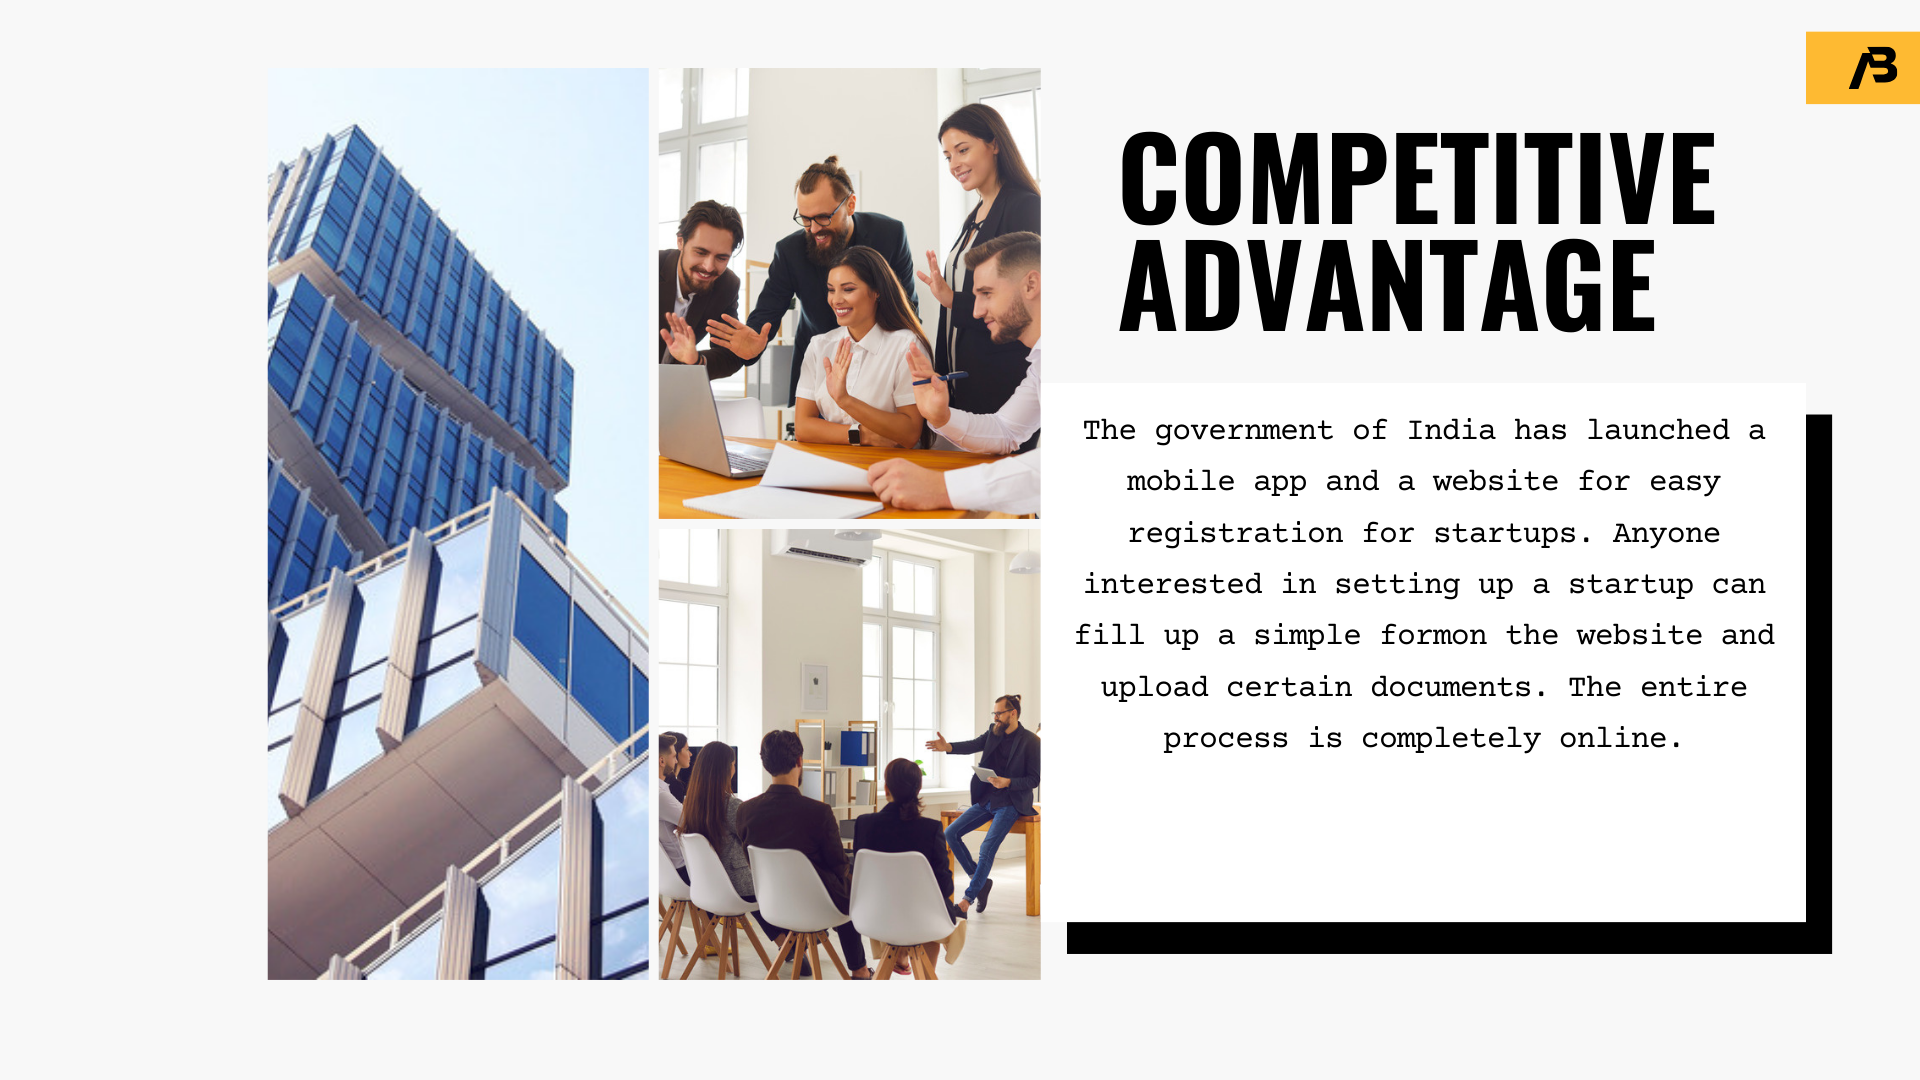 AB
COMPETITIVE
ADVANTAGE
The government of India has launched a
mobile app and a website for easy
registration for startups. Anyone
interested in setting up a startup can
fill up a simple formon the website and
upload certain documents. The entire
process is completely online.